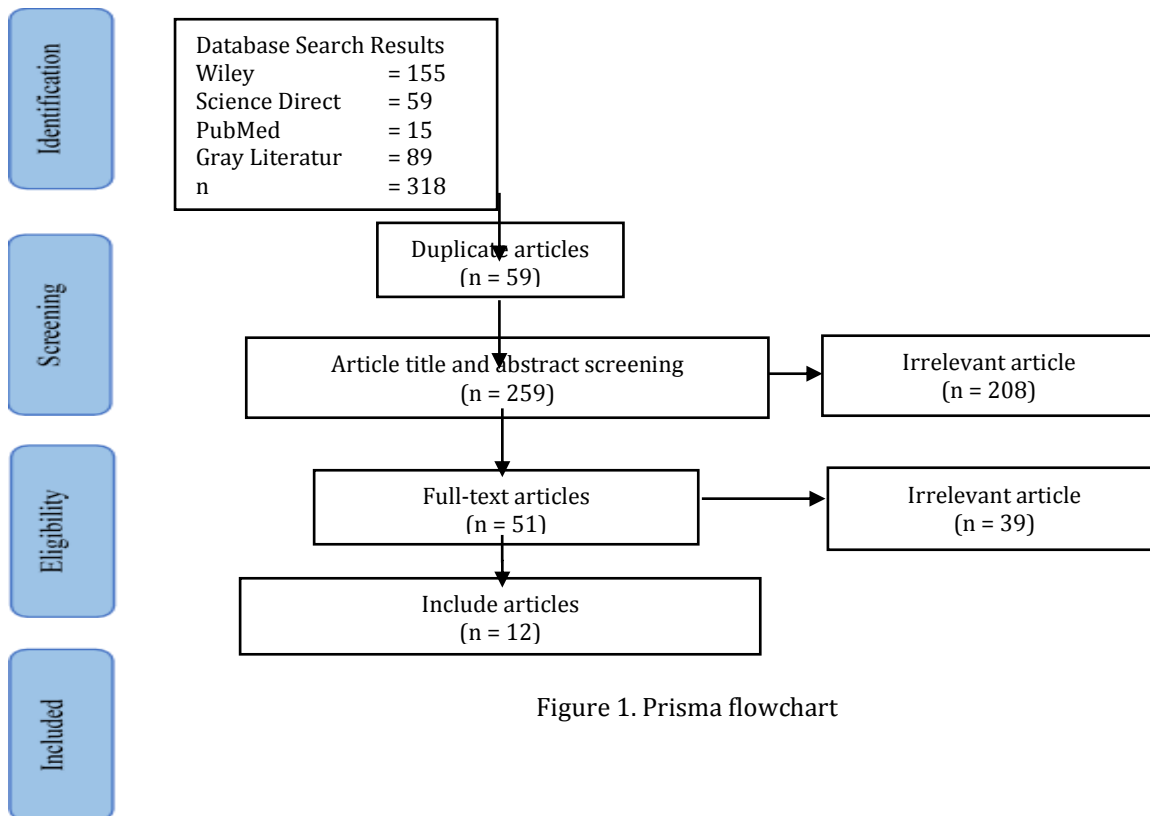 Identification
Database Search Results
Wiley = 155
Science Direct = 59
PubMed = 15
Gray Literatur = 89
n = 318
Duplicate articles
(n = 59)
Screening
Article title and abstract screening
(n = 259)
Irrelevant article
(n = 208)
Eligibility
Full-text articles
(n = 51)
Irrelevant article
(n = 39)
Include articles
(n = 12)
Included
Figure 1. Prisma flowchart